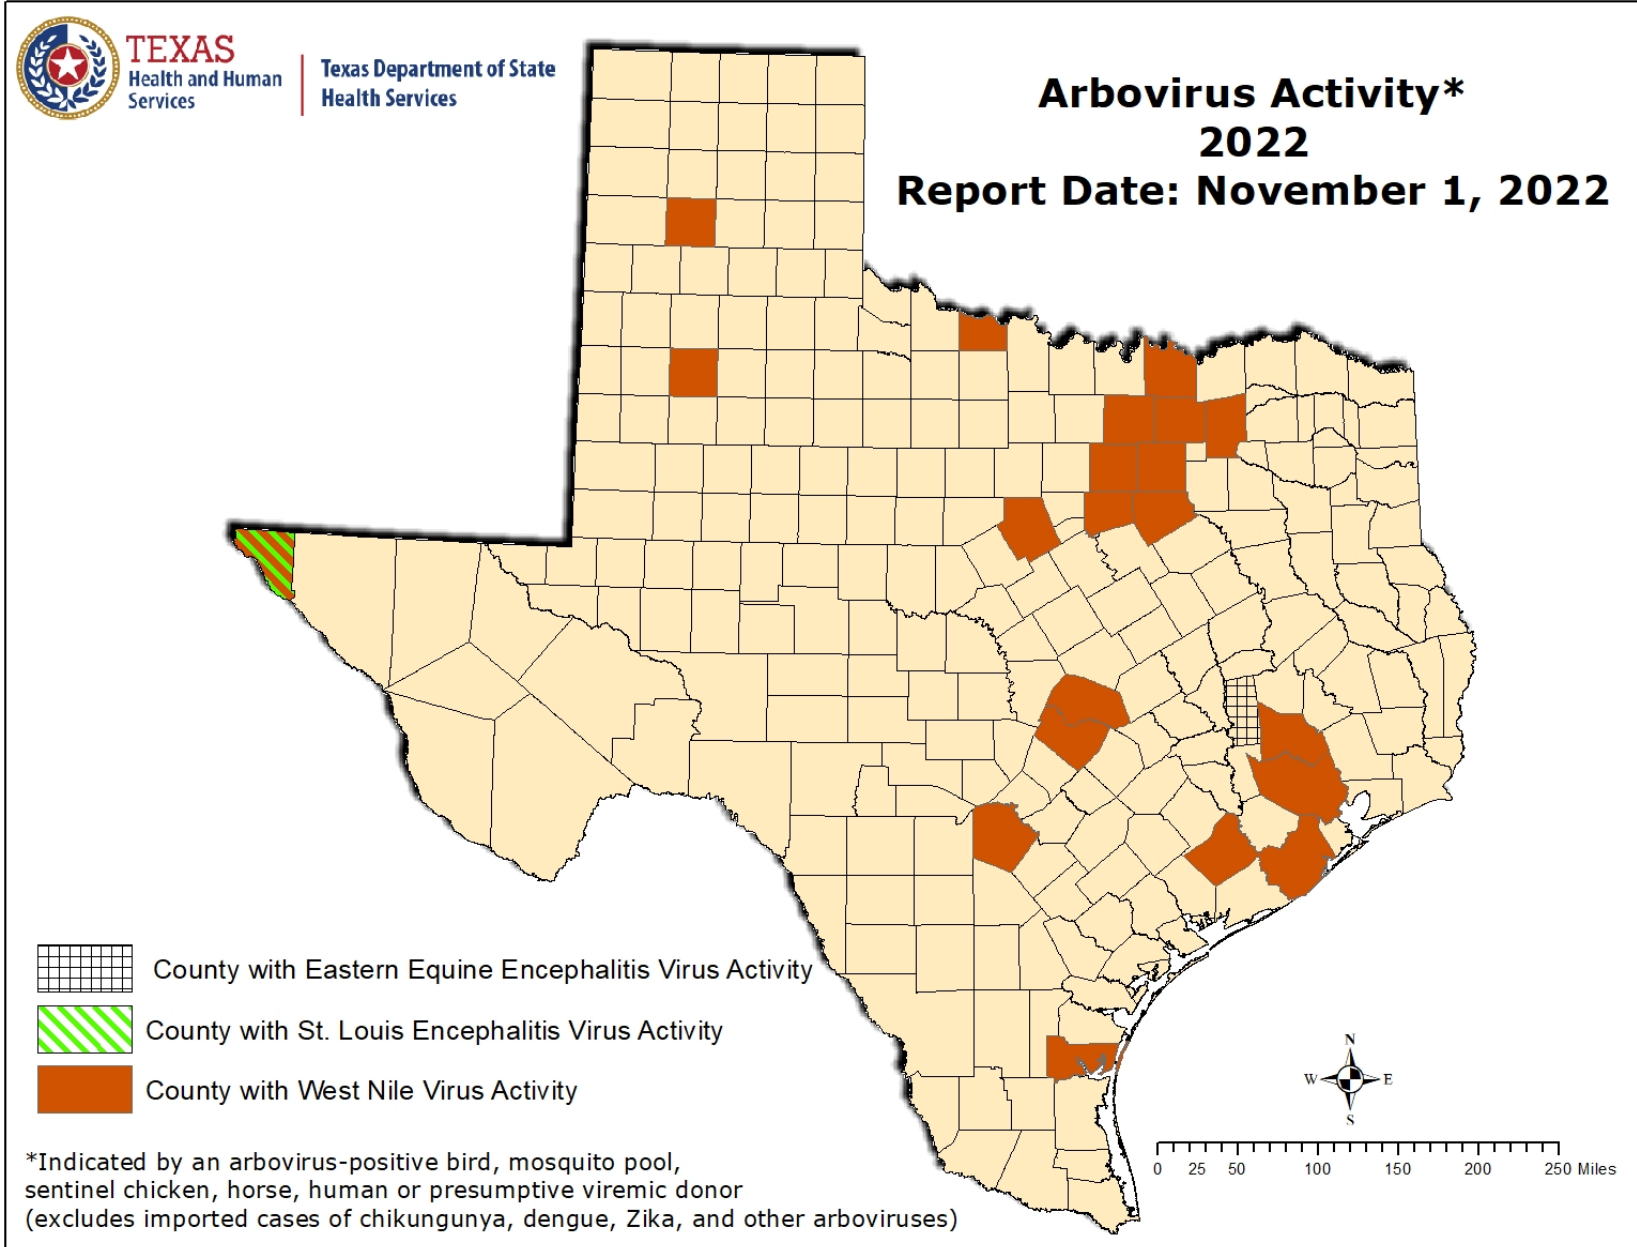 TEXAS
Health and Human
Services
Texas Department of State
Health Services
Arbovirus Activity*
2022
Report Date: November 1, 2022
County with Eastern Equine Encephalitis Virus Activity
County with St. Louis Encephalitis Virus Activity
County with West Nile Virus Activity
*Indicated by an arbovirus-positive bird, mosquito pool,
sentinel chicken, horse, human or presumptive viremic donor
(excludes imported cases of chikungunya, dengue, Zika, and other arboviruses)
N
W E
S
0 25 50 100 150 200 250 Miles